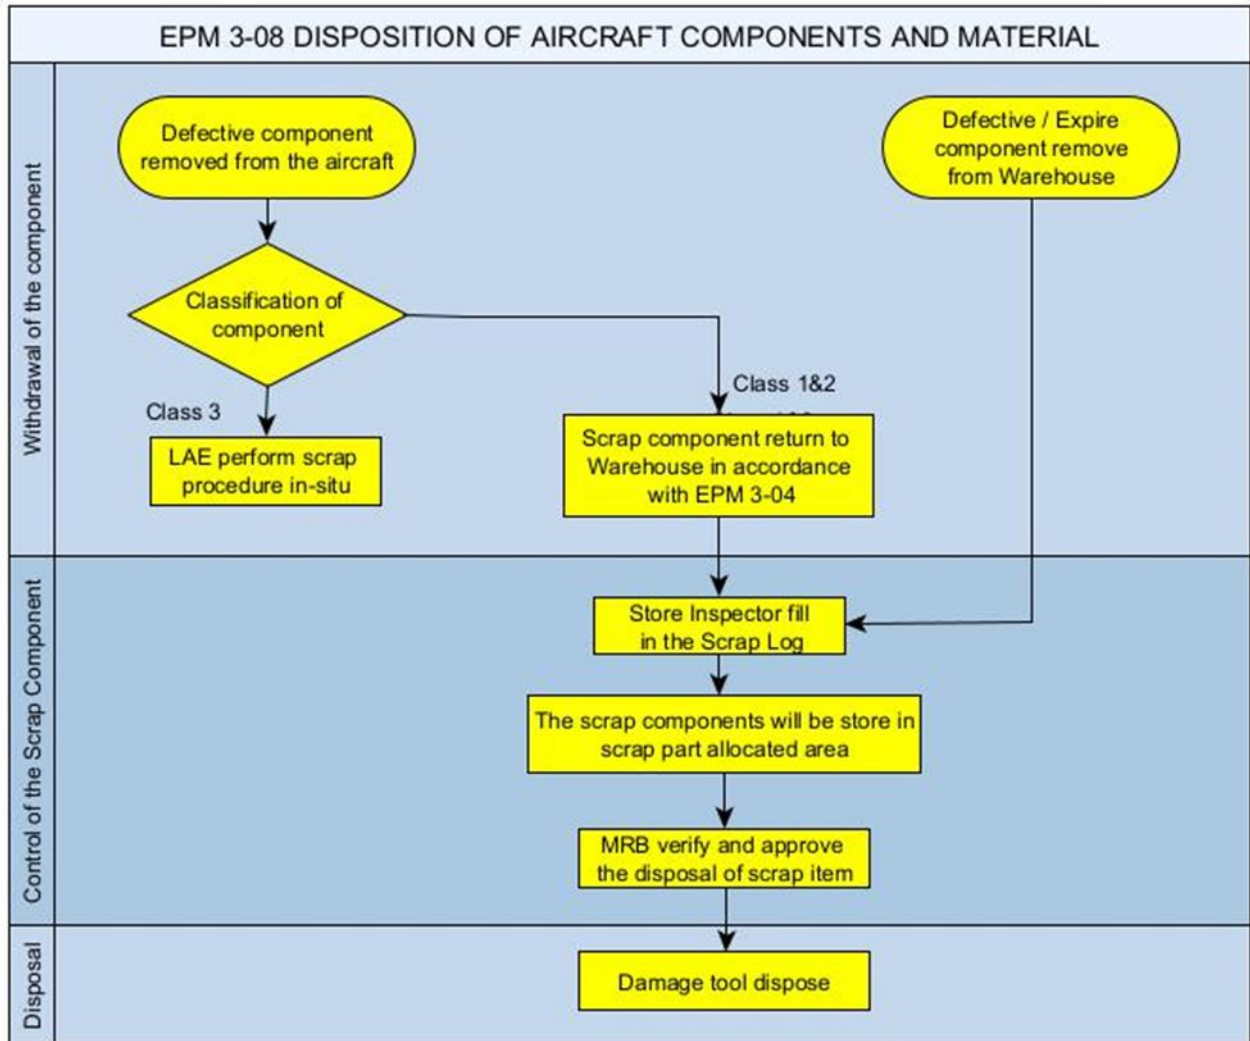 EPM 3-08 DISPOSITION OF AIRCRAFT COMPONENTS AND MATERIAL
Withdrawal of the component
Defective component
removed from the aircraft
Defective / Expire
component remove
from Warehouse
Classification of
component
Class 3
Class 1&2
LAE perform scrap
procedure in-situ
Scrap component return to
Warehouse in accordance
with EPM 3-04
Control of the Scrap Component
Store Inspector fill
in the Scrap Log
The scrap components will be store in
scrap part allocated area
MRB verify and approve
the disposal of scrap item
Disposal
Damage tool dispose